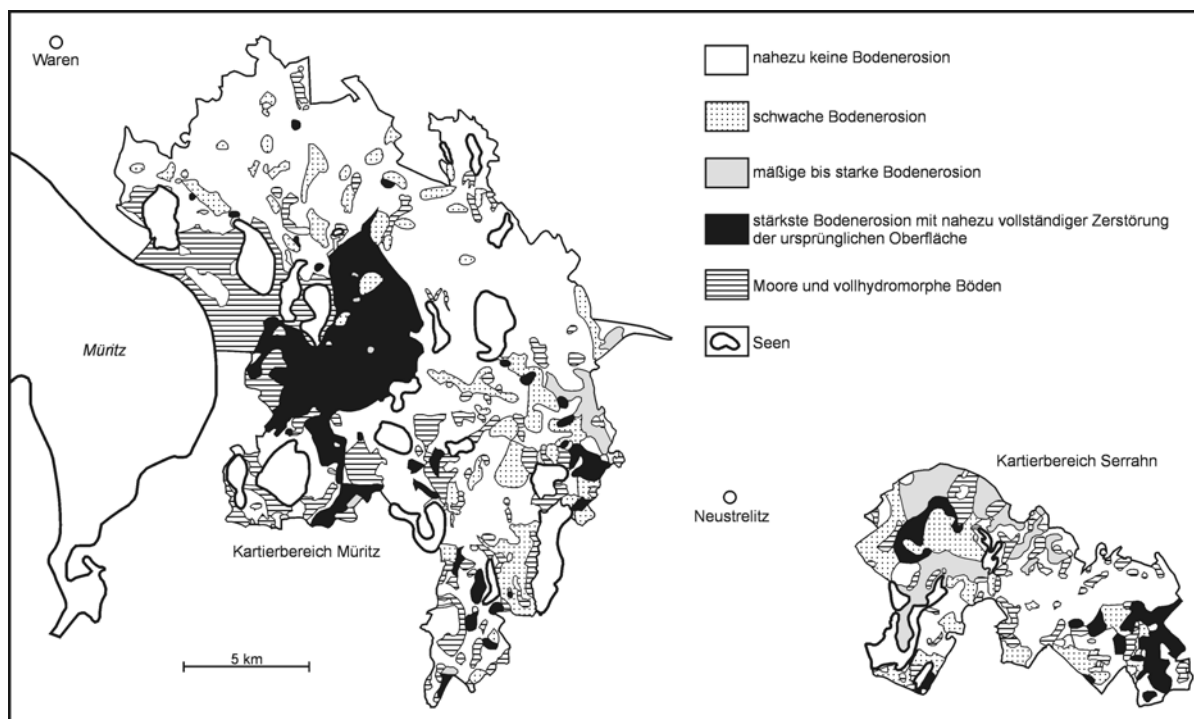 Waren
Müritz
Kartierbereich Müritz
5 km
nahezu keine Bodenerosion
schwache Bodenerosion
mäßige bis starke Bodenerosion
stärkste Bodenerosion mit nahezu vollständiger Zerstörung
der ursprünglichen Oberfläche
Moore und vollhydromorphe Böden
Seen
Kartierbereich Serrahn
Neustrelitz